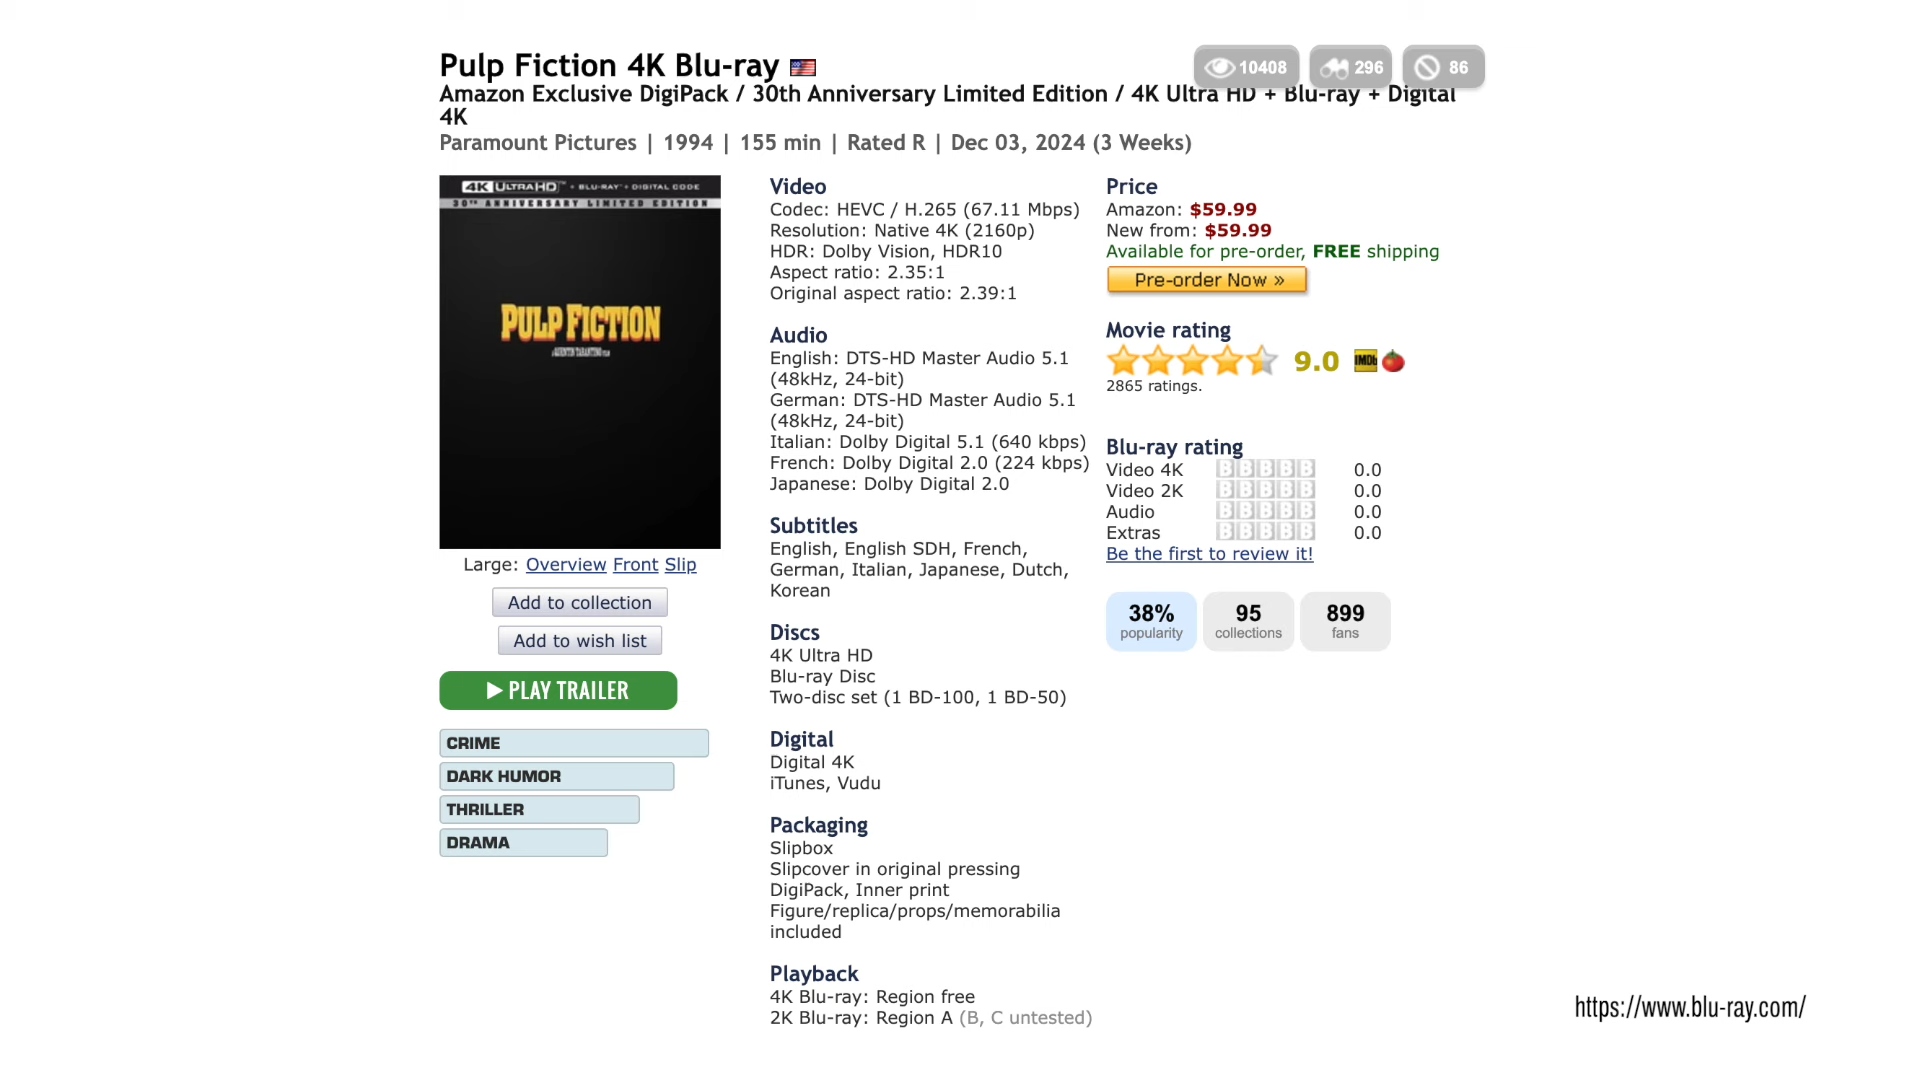 Pulp Fiction 4K Blu-ray
10408
296
86
Amazon Exclusive DigiPack / 30th Anniversary Limited Edition / 4K Ultra HD + Blu-ray + Digital
4K
Paramount Pictures | 1994 | 155 min | Rated R | Dec 03, 2024 (3 Weeks)
4K ULTRAHD + BLU-RAY + DIGITAL CODE
30TH ANNIVERSARY LIMITED EDITION
PULP FICTION
A QUENTIN TARANTINO FILM
Large: Overview Front Slip
Add to collection
Add to wish list
PLAY TRAILER
CRIME
DARK HUMOR
THRILLER
DRAMA
Video
Codec: HEVC / H.265 (67.11 Mbps)
Resolution: Native 4K (2160p)
HDR: Dolby Vision, HDR10
Aspect ratio: 2.35:1
Original aspect ratio: 2.39:1
Audio
English: DTS-HD Master Audio 5.1
(48kHz, 24-bit)
German: DTS-HD Master Audio 5.1
(48kHz, 24-bit)
Italian: Dolby Digital 5.1 (640 kbps)
French: Dolby Digital 2.0 (224 kbps)
Japanese: Dolby Digital 2.0
Subtitles
English, English SDH, French,
German, Italian, Japanese, Dutch,
Korean
Discs
4K Ultra HD
Blu-ray Disc
Two-disc set (1 BD-100, 1 BD-50)
Digital
Digital 4K
iTunes, Vudu
Packaging
Slipbox
Slipcover in original pressing
DigiPack, Inner print
Figure/replica/props/memorabilia
included
Playback
4K Blu-ray: Region free
2K Blu-ray: Region A (B, C untested)
Price
Amazon: $59.99
New from: $59.99
Available for pre-order, FREE shipping
Pre-order Now »
Movie rating
9.0 IMDb
2865 ratings.
Blu-ray rating
Video 4K BBBBB 0.0
Video 2K BBBBB 0.0
Audio BBBBB 0.0
Extras BBBBB 0.0
Be the first to review it!
38%
popularity
95
collections
899
fans
https://www.blu-ray.com/